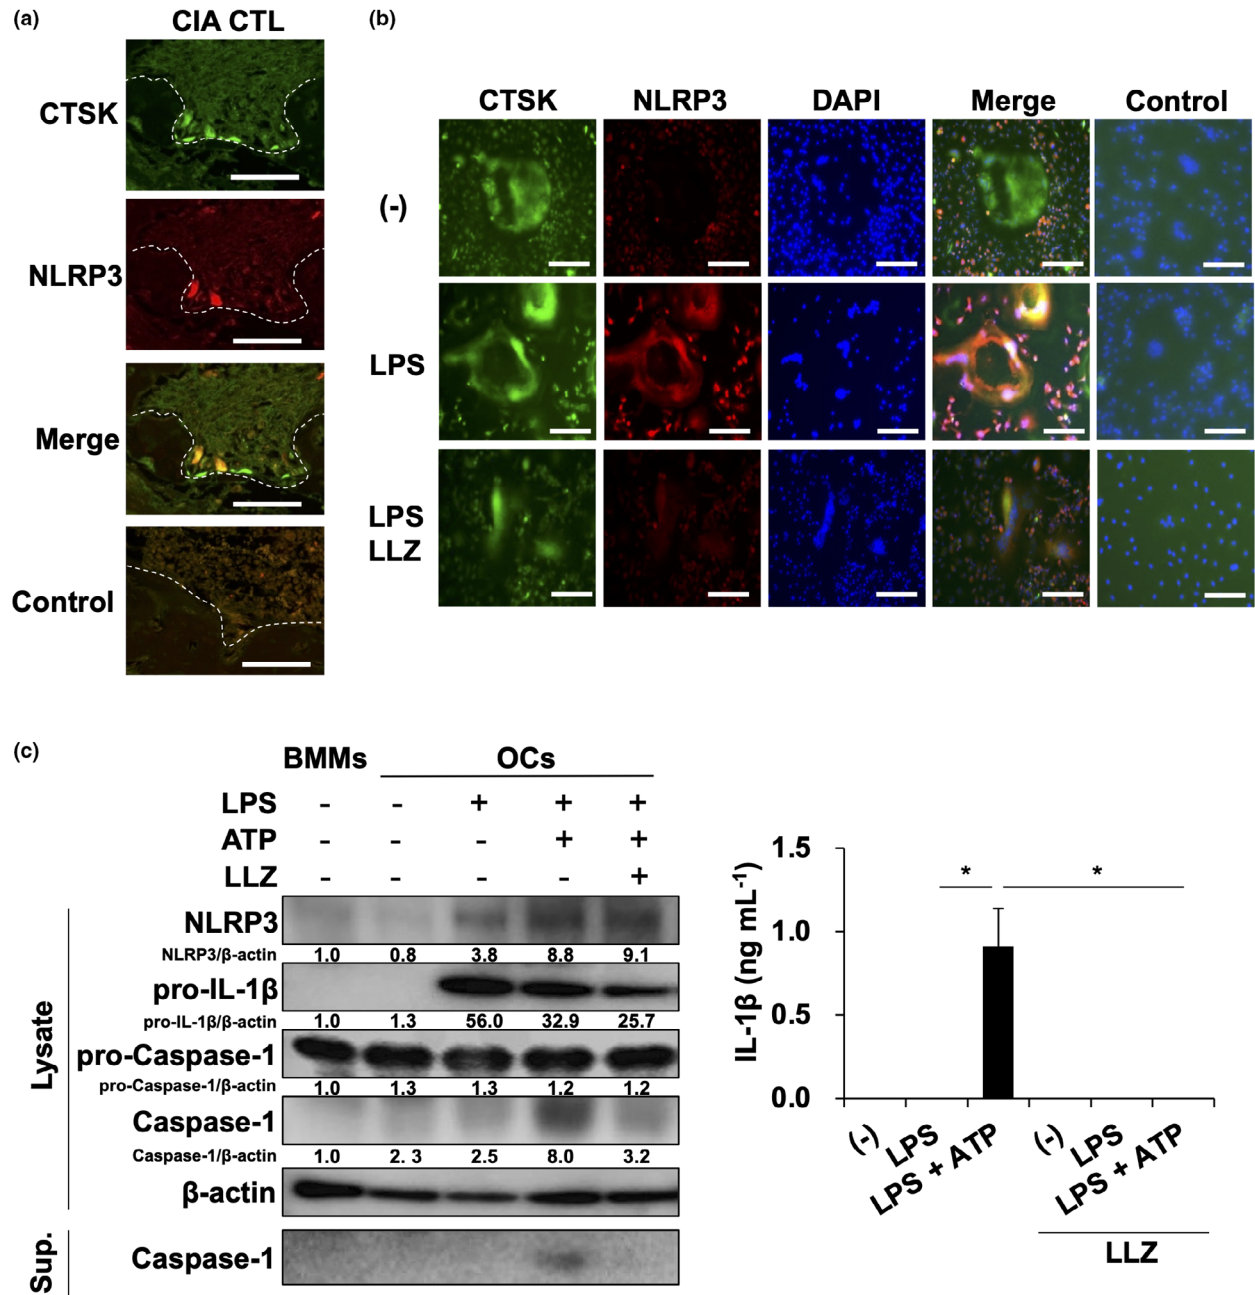 (a)
CIA CTL
CTSK
NLRP3
Merge
Control
(b)
CTSK NLRP3 DAPI Merge Control
(-)
LPS
LPS
LLZ
(c)
BMMs OCs
LPS - - + + +
ATP - - - + +
LLZ - - - - +
NLRP3
NLRP3/β-actin 1.0 0.8 3.8 8.8 9.1
pro-IL-1β
pro-IL-1β/β-actin 1.0 1.3 56.0 32.9 25.7
pro-Caspase-1
pro-Caspase-1/β-actin 1.0 1.3 1.3 1.2 1.2
Caspase-1
Caspase-1/β-actin 1.0 2. 3 2.5 8.0 3.2
β-actin
Caspase-1
Lysate
Sup.
IL-1β (ng mL⁻¹)
1.5
1.0
0.5
0.0
* *
(-) LPS LPS + ATP (-) LPS LPS + ATP
LLZ